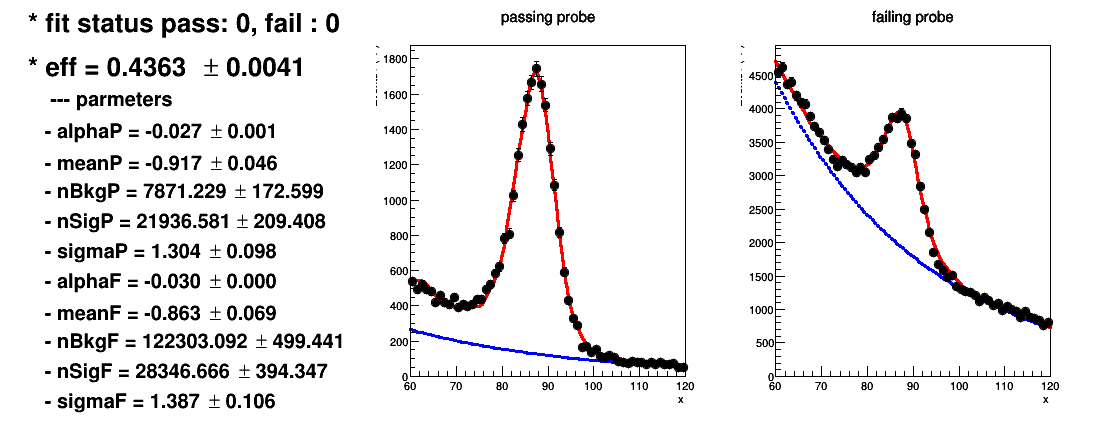 * fit status pass: 0, fail : 0
* eff = 0.4363 ± 0.0041
--- parmeters
- alphaP = -0.027 ± 0.001
- meanP = -0.917 ± 0.046
- nBkgP = 7871.229 ± 172.599
- nSigP = 21936.581 ± 209.408
- sigmaP = 1.304 ± 0.098
- alphaF = -0.030 ± 0.000
- meanF = -0.863 ± 0.069
- nBkgF = 122303.092 ± 499.441
- nSigF = 28346.666 ± 394.347
- sigmaF = 1.387 ± 0.106
passing probe
1800
1600
1400
1200
1000
800
600
400
200
0
60 70 80 90 100 110 120
x
failing probe
4500
4000
3500
3000
2500
2000
1500
1000
500
0
60 70 80 90 100 110 120
x